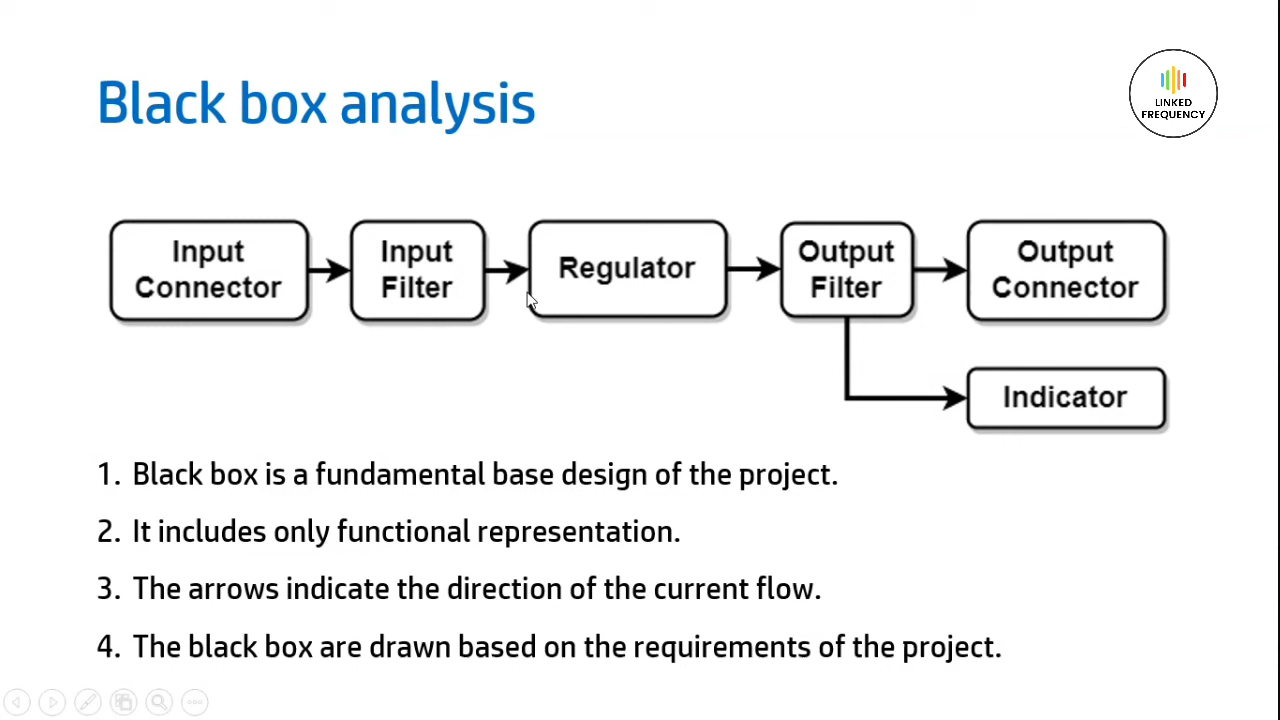 Black box analysis
LINKED
FREQUENCY
Input
Connector
Input
Filter
Regulator
Output
Filter
Output
Connector
Indicator
1. Black box is a fundamental base design of the project.
2. It includes only functional representation.
3. The arrows indicate the direction of the current flow.
4. The black box are drawn based on the requirements of the project.